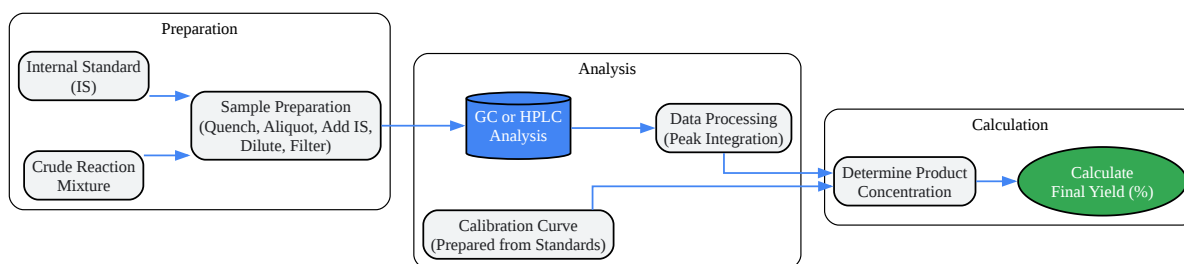 Preparation
Internal Standard
(IS)
Crude Reaction
Mixture
Sample Preparation
(Quench, Aliquot, Add IS,
Dilute, Filter)
Analysis
GC or HPLC
Analysis
Data Processing
(Peak Integration)
Calibration Curve
(Prepared from Standards)
Calculation
Determine Product
Concentration
Calculate
Final Yield (%)